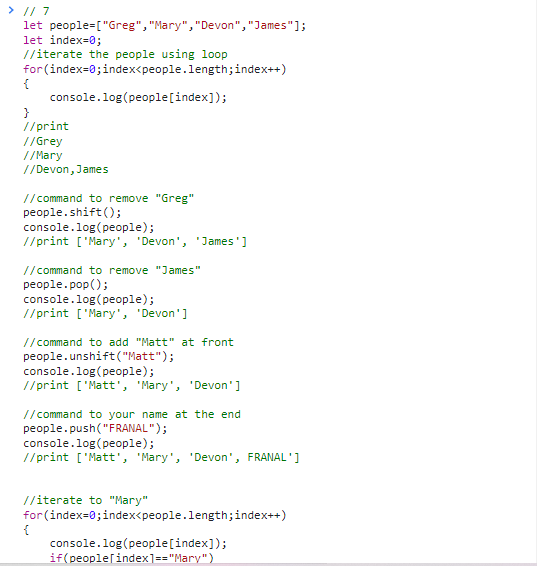 > // 7
let people=["Greg","Mary","Devon","James"];
let index=0;
//iterate the people using loop
for(index=0;index<people.length;index++)
{
    console.log(people[index]);
}
//print
//Grey
//Mary
//Devon,James

//command to remove "Greg"
people.shift();
console.log(people);
//print ['Mary', 'Devon', 'James']

//command to remove "James"
people.pop();
console.log(people);
//print ['Mary', 'Devon']

//command to add "Matt" at front
people.unshift("Matt");
console.log(people);
//print ['Matt', 'Mary', 'Devon']

//command to your name at the end
people.push("FRANAL");
console.log(people);
//print ['Matt', 'Mary', 'Devon', FRANAL']

//iterate to "Mary"
for(index=0;index<people.length;index++)
{
    console.log(people[index]);
    if(people[index]=="Mary")